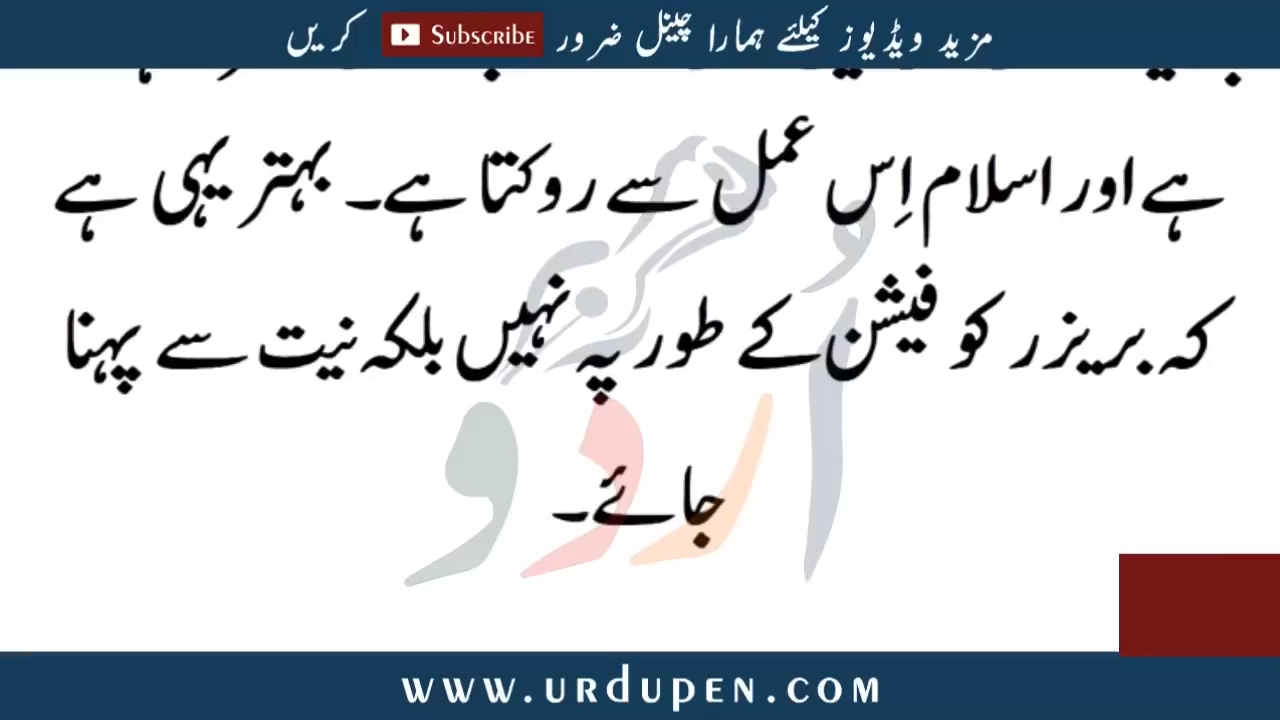 مزید ویڈیوز کیلئے ہمارا چینل ضرور Subscribe کریں
ہے اور اسلام اِس عمل سے روکتا ہے۔ بہتر یہی ہے
کہ بریزر کو فیشن کے طور پہ نہیں بلکہ نیت سے پہنا
جائے۔
اردو
www.urdupen.com